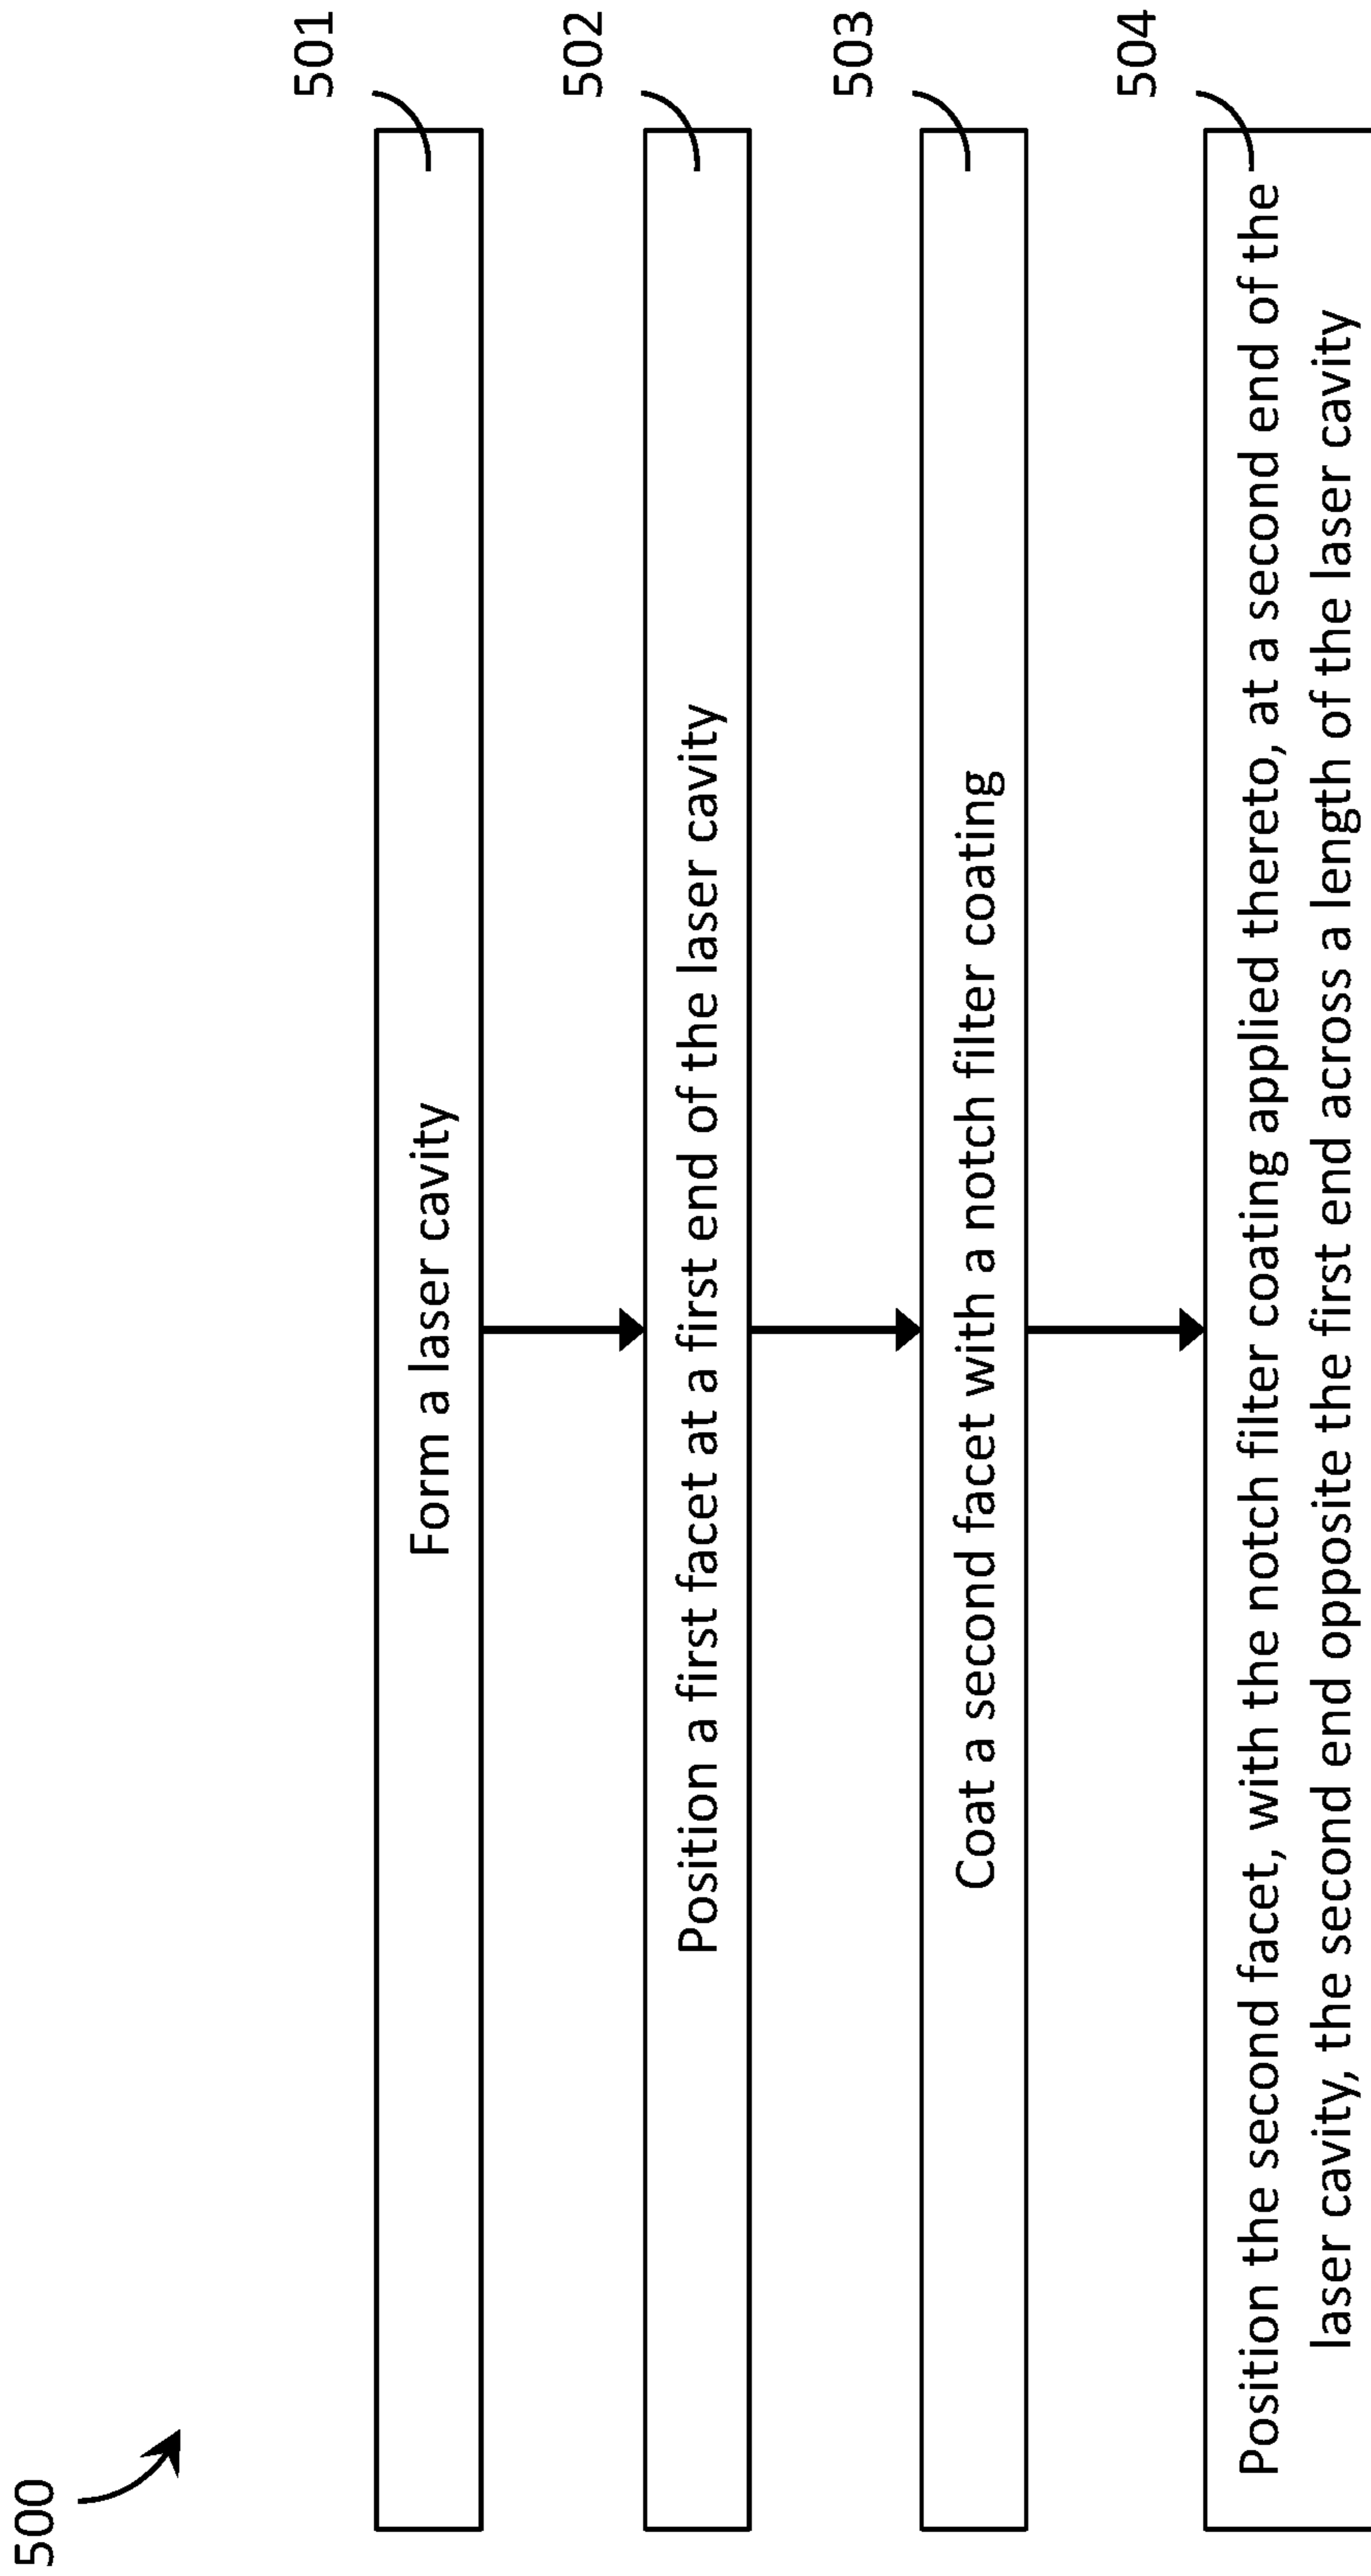 500
501
Form a laser cavity
502
Position a first facet at a first end of the laser cavity
503
Coat a second facet with a notch filter coating
504
Position the second facet, with the notch filter coating applied thereto, at a second end of the
laser cavity, the second end opposite the first end across a length of the laser cavity